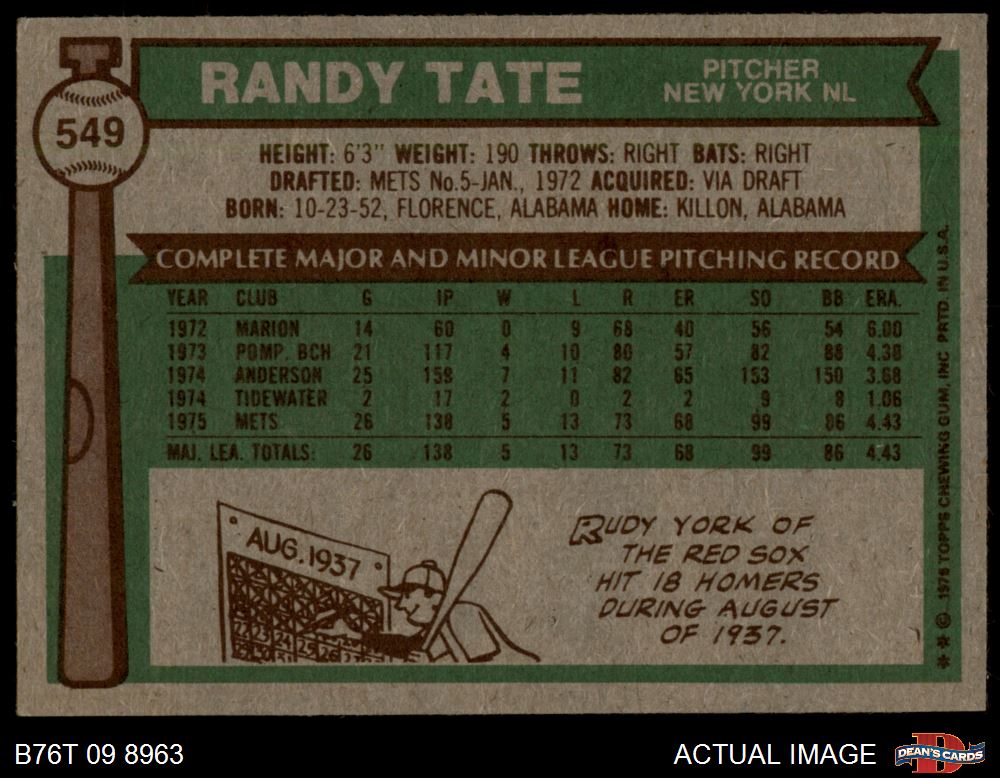 549
RANDY TATE
PITCHER
NEW YORK NL
HEIGHT: 6'3" WEIGHT: 190 THROWS: RIGHT BATS: RIGHT
DRAFTED: METS No.5-JAN., 1972 ACQUIRED: VIA DRAFT
BORN: 10-23-52, FLORENCE, ALABAMA HOME: KILLON, ALABAMA
COMPLETE MAJOR AND MINOR LEAGUE PITCHING RECORD
YEAR CLUB G IP W L R ER SO BB ERA.
1972 MARION 14 60 0 9 68 40 56 54 6.00
1973 POMP. BCH 21 117 4 10 80 57 82 88 4.38
1974 ANDERSON 25 159 7 11 82 65 153 150 3.68
1974 TIDEWATER 2 17 2 0 2 2 9 8 1.06
1975 METS 26 138 5 13 73 68 99 86 4.43
MAJ. LEA. TOTALS: 26 138 5 13 73 68 99 86 4.43
AUG. 1937
RUDY YORK OF
THE RED SOX
HIT 18 HOMERS
DURING AUGUST
OF 1937.
** © 1976 TOPPS CHEWING GUM, INC. PRTD. IN U.S.A.
B76T 09 8963
ACTUAL IMAGE
DEAN'S CARDS